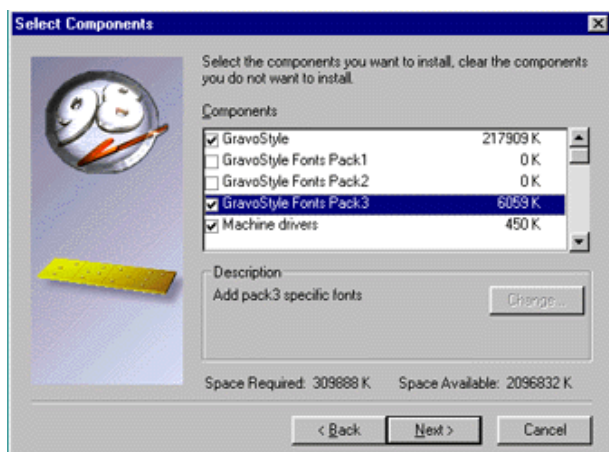 Select Components
Select the components you want to install, clear the components
you do not want to install.
Components
GravoStyle 217909 K
GravoStyle Fonts Pack1 0 K
GravoStyle Fonts Pack2 0 K
GravoStyle Fonts Pack3 6059 K
Machine drivers 450 K
Description
Add pack3 specific fonts
Change...
Space Required: 309888 K Space Available: 2096832 K
< Back Next > Cancel
98